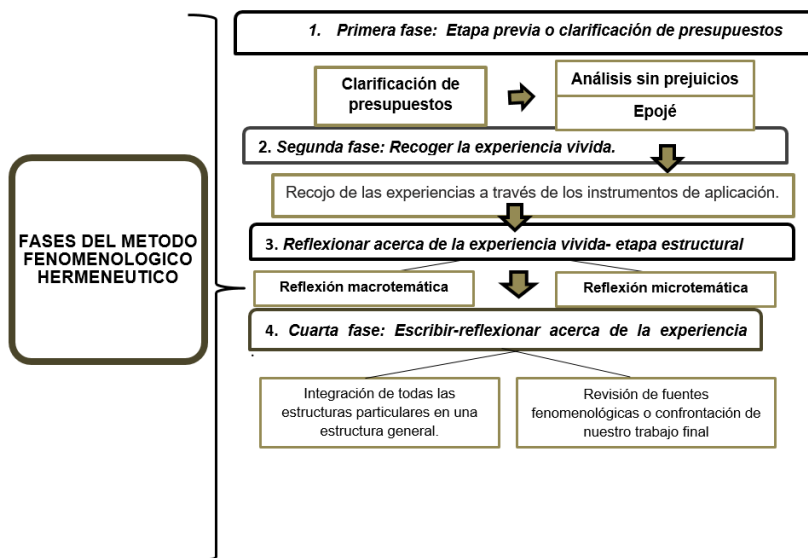 FASES DEL METODO
FENOMENOLOGICO
HERMENEUTICO
1. Primera fase: Etapa previa o clarificación de presupuestos
Clarificación de
presupuestos
Análisis sin prejuicios
Epojé
2. Segunda fase: Recoger la experiencia vivida.
Recojo de las experiencias a través de los instrumentos de aplicación.
3. Reflexionar acerca de la experiencia vivida- etapa estructural
Reflexión macrotemática
Reflexión microtemática
4. Cuarta fase: Escribir-reflexionar acerca de la experiencia
.
Integración de todas las
estructuras particulares en una
estructura general.
Revisión de fuentes
fenomenológicas o confrontación de
nuestro trabajo final